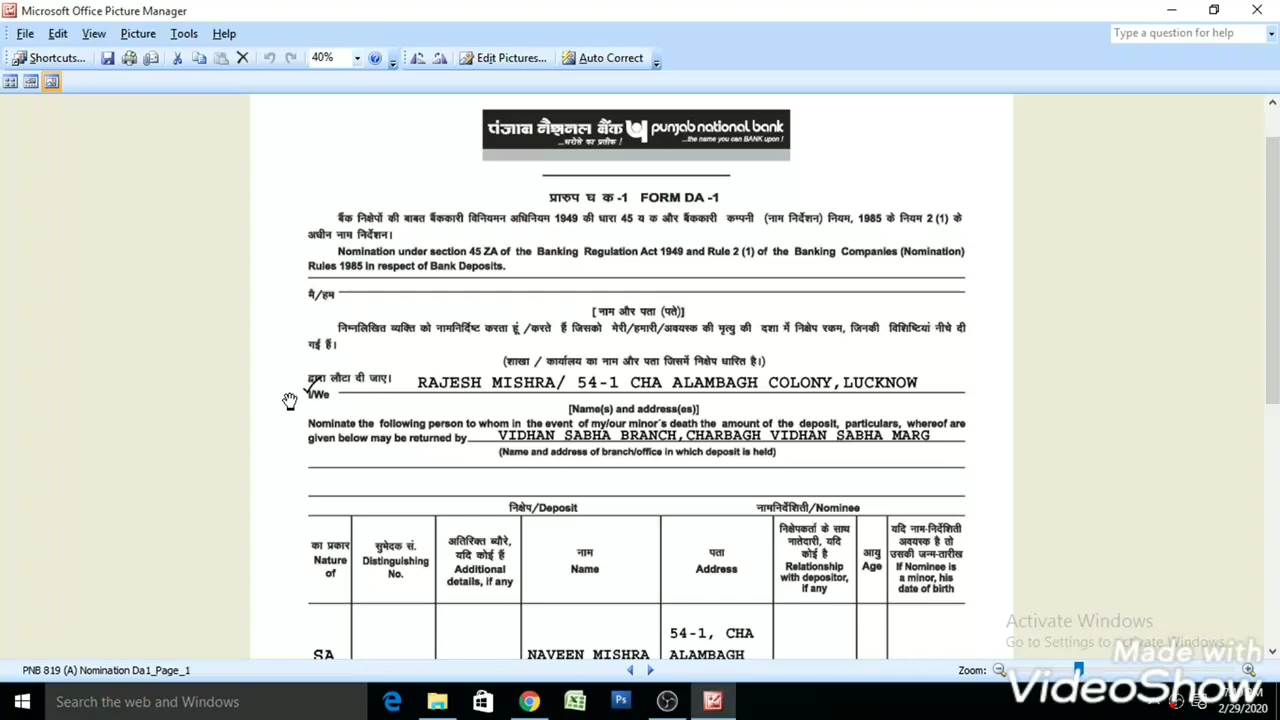 Microsoft Office Picture Manager
File Edit View Picture Tools Help
Type a question for help
Shortcuts... 40% Edit Pictures... Auto Correct
पंजाब नैशनल बैंक punjab national bank
...भरोसे का प्रतीक ! ...the name you can BANK upon !
प्रारुप घ क -1 FORM DA -1
बैंक निक्षेपों की बाबत बैंककारी विनियमन अधिनियम 1949 की धारा 45 य क और बैंककारी कम्पनी (नाम निर्देशन) नियम, 1985 के नियम 2 (1) के
अधीन नाम निर्देशन।
Nomination under section 45 ZA of the Banking Regulation Act 1949 and Rule 2 (1) of the Banking Companies (Nomination)
Rules 1985 in respect of Bank Deposits.
मै/हम
[नाम और पता (पते)]
निम्नलिखित व्यक्ति को नामनिर्दिष्ट करता हूं /करते हैं जिसको मेरी/हमारी/अवयस्क की मृत्यु की दशा में निक्षेप रकम, जिनकी विशिष्टियां नीचे दी
गई हैं।
(शाखा / कार्यालय का नाम और पता जिसमें निक्षेप धारित है।)
द्वारा लौटा दी जाए।
I/We RAJESH MISHRA/ 54-1 CHA ALAMBAGH COLONY,LUCKNOW
[Name(s) and address(es)]
Nominate the following person to whom in the event of my/our minor's death the amount of the deposit, particulars, whereof are
given below may be returned by VIDHAN SABHA BRANCH,CHARBAGH VIDHAN SABHA MARG
(Name and address of branch/office in which deposit is held)
निक्षेप/Deposit नामनिर्देशिती/Nominee
का प्रकार
Nature
of
सुभेदक सं.
Distinguishing
No.
अतिरिक्त ब्यौरे,
यदि कोई हैं
Additional
details, if any
नाम
Name
पता
Address
निक्षेपकर्ता के साथ
नातेदारी, यदि
कोई है
Relationship
with depositor,
if any
आयु
Age
यदि नाम-निर्देशिती
अवयस्क है तो
उसकी जन्म-तारीख
If Nominee is
a minor, his
date of birth
54-1, CHA
SA NAVEEN MISHRA ALAMBAGH
Activate Windows
Go to Settings to activate Windows.
Made with
VideoShow
PNB 819 (A) Nomination Da1_Page_1 Zoom:
Search the web and Windows
2/29/2020